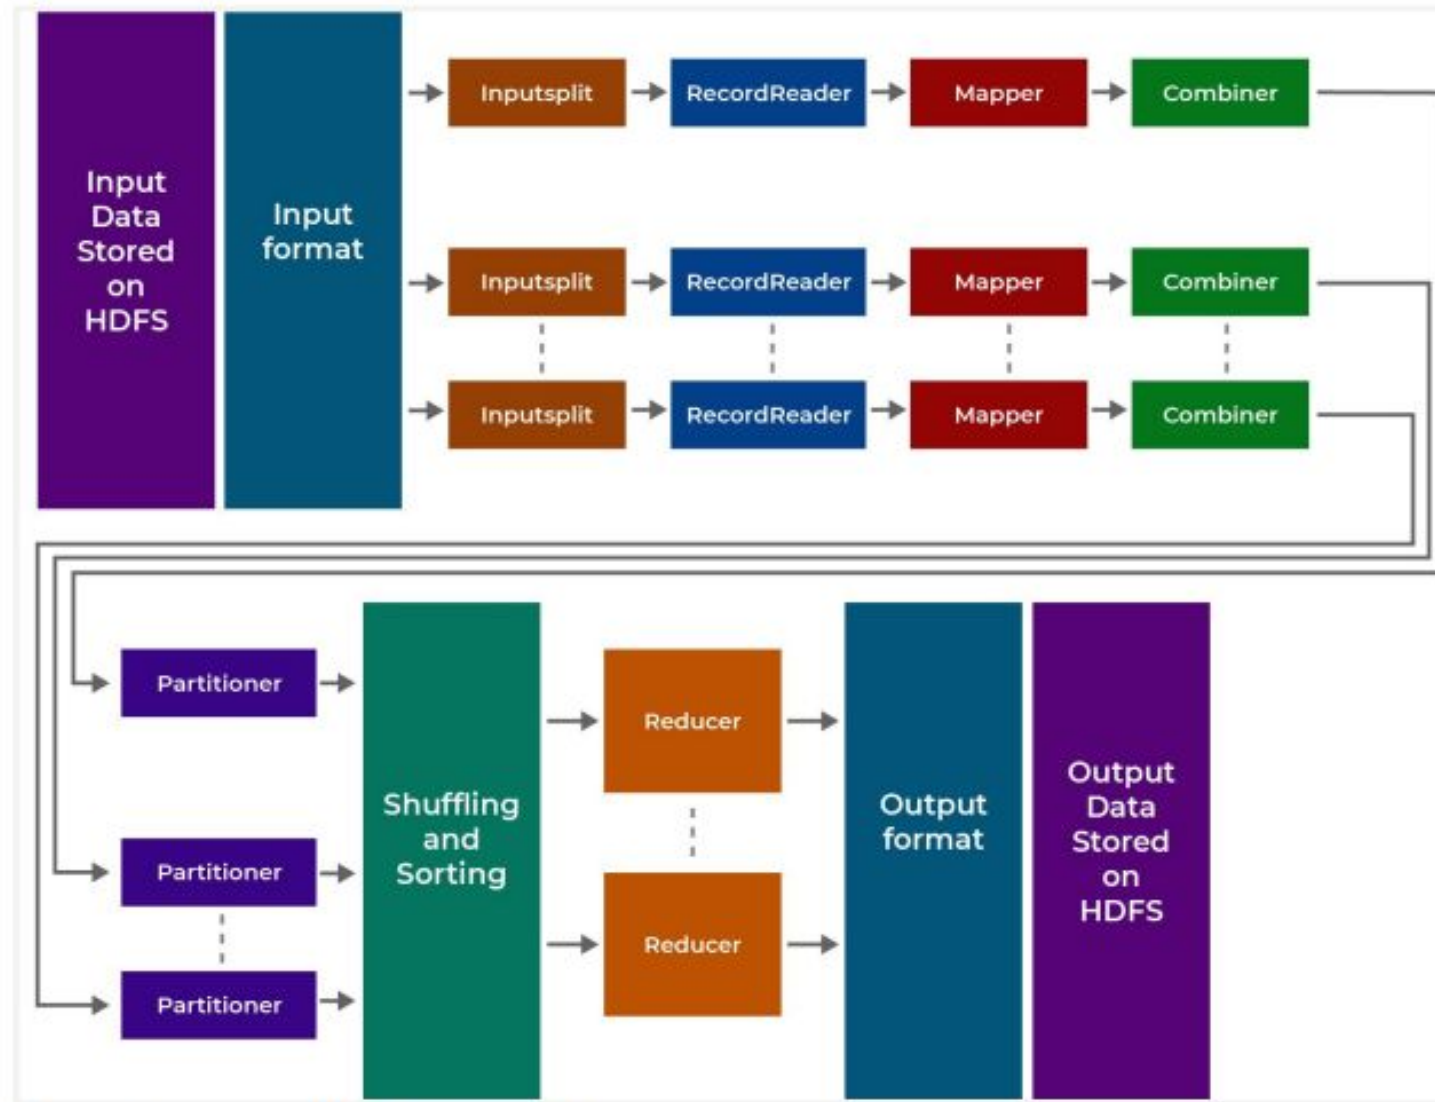 Input
Data
Stored
on
HDFS
Input
format
Inputsplit
RecordReader
Mapper
Combiner
Inputsplit
RecordReader
Mapper
Combiner
Inputsplit
RecordReader
Mapper
Combiner
Partitioner
Partitioner
Partitioner
Shuffling
and
Sorting
Reducer
Reducer
Output
format
Output
Data
Stored
on
HDFS